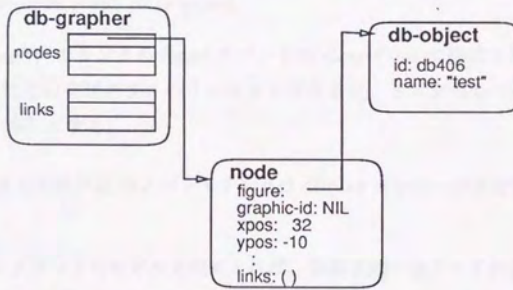 db-grapher
nodes
links
db-object
id: db406
name: "test"
node
figure:
graphic-id: NIL
xpos: 32
ypos: -10
:
links: ( )